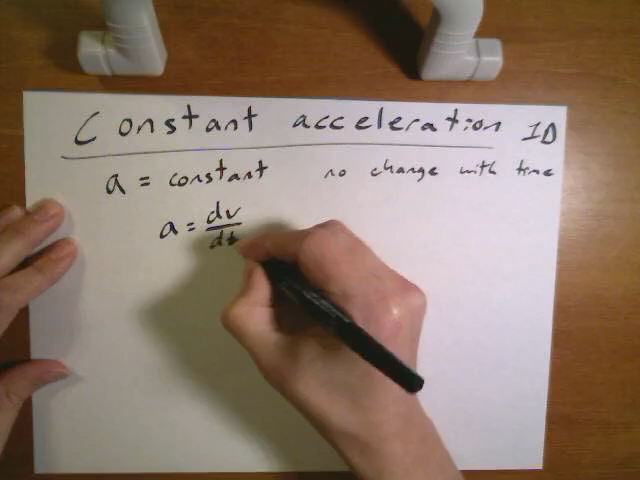 Constant acceleration 1D
a = constant no change with time
a = dv/dt